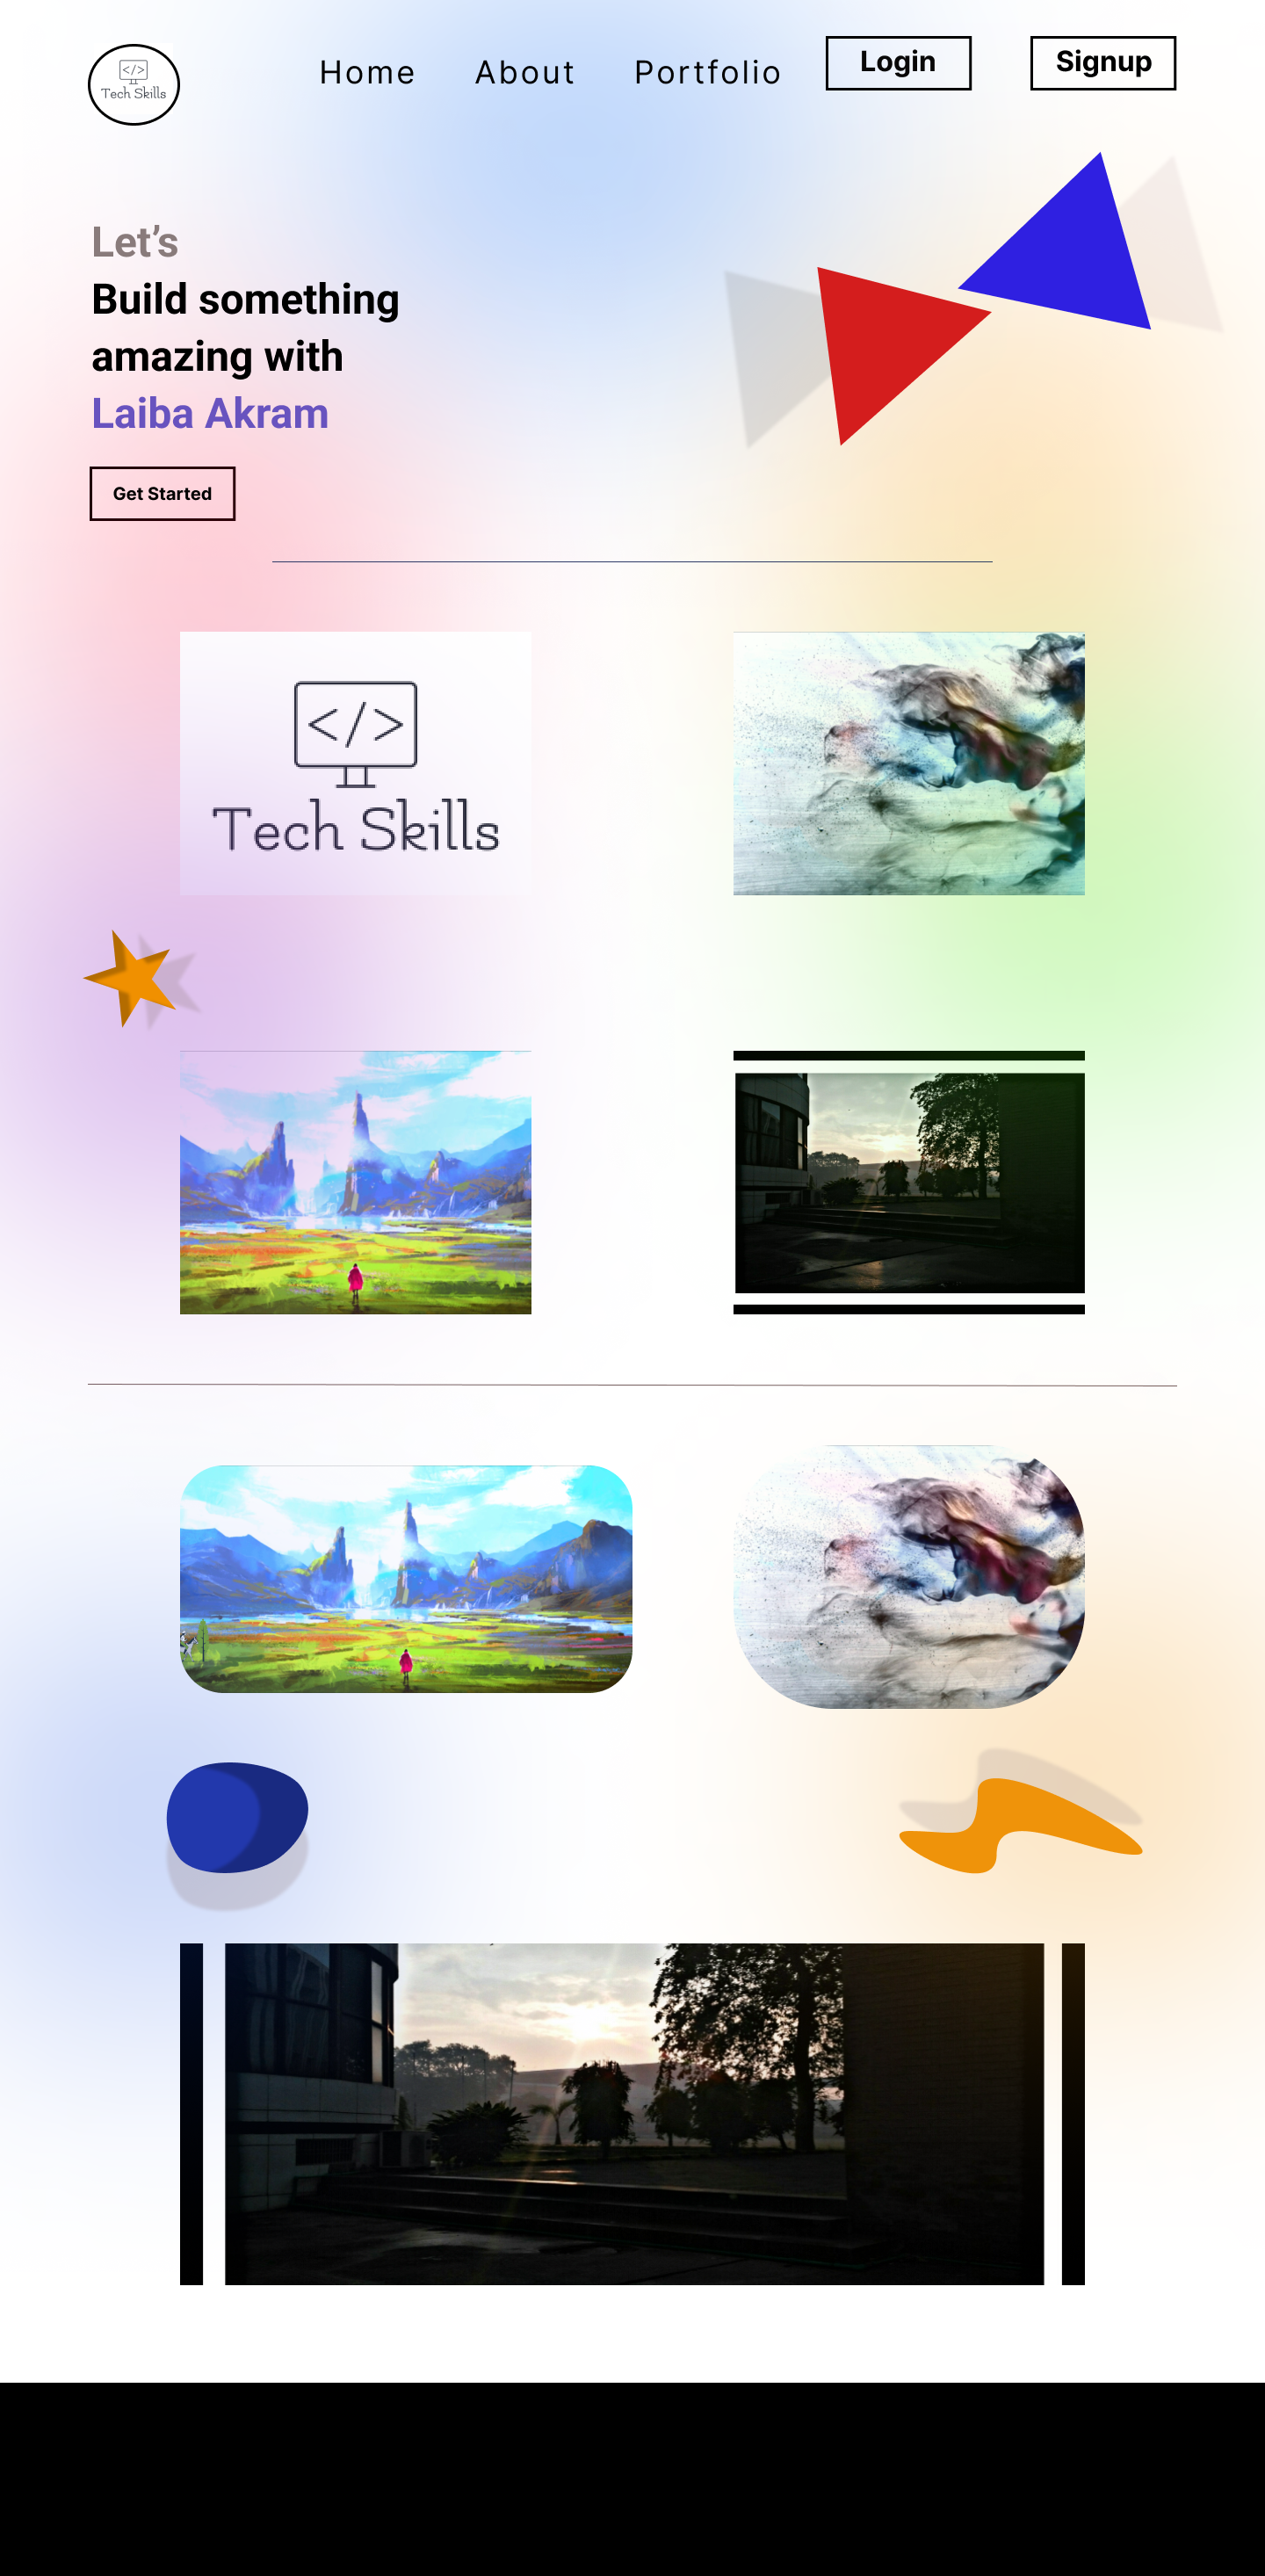 </>
Tech Skills
Home About Portfolio Login Signup
Let’s
Build something
amazing with
Laiba Akram
Get Started
</>
Tech Skills